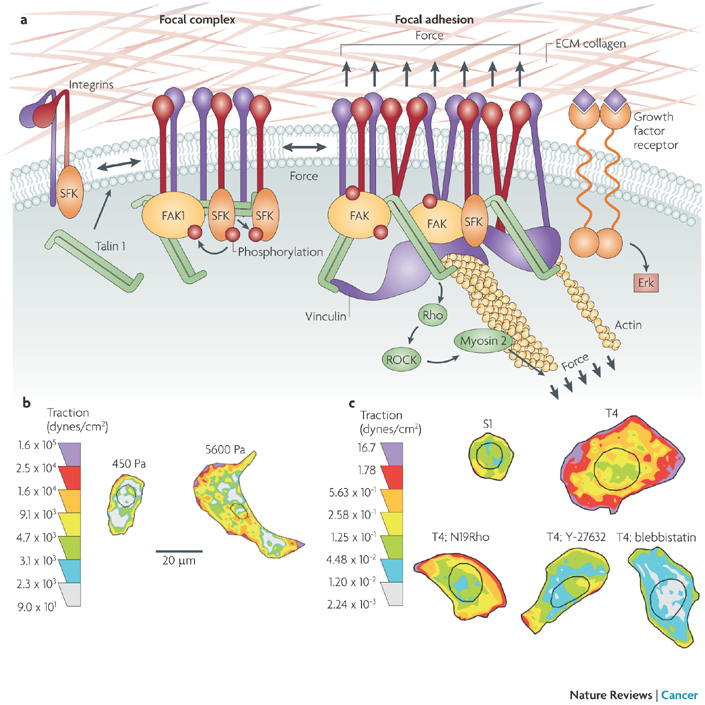 a
Focal complex
Focal adhesion
Force
ECM collagen
Integrins
Growth
factor
receptor
SFK
Force
FAK1
SFK
SFK
FAK
FAK
SFK
Talin 1
Phosphorylation
Vinculin
Rho
ROCK
Myosin 2
Actin
Force
Erk
b
Traction
(dynes/cm²)
1.6 x 10⁵
2.5 x 10⁴
1.6 x 10⁴
9.1 x 10³
4.7 x 10³
3.1 x 10³
2.3 x 10³
9.0 x 10¹
450 Pa
5600 Pa
20 µm
c
Traction
(dynes/cm²)
16.7
1.78
5.63 x 10⁻¹
2.58 x 10⁻¹
1.25 x 10⁻¹
4.48 x 10⁻²
1.20 x 10⁻²
2.24 x 10⁻³
S1
T4
T4; N19Rho
T4; Y-27632
T4; blebbistatin
Nature Reviews | Cancer